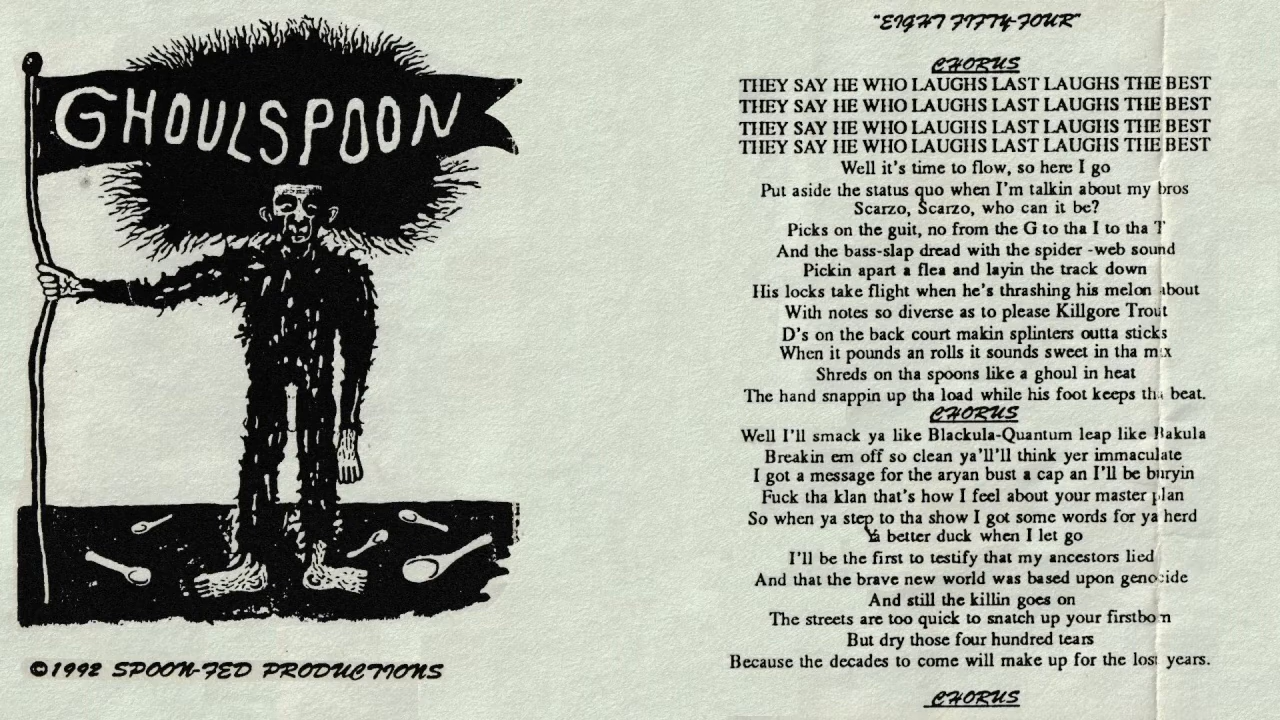 GHOULSPOON
©1992 SPOON-FED PRODUCTIONS
"EIGHT FIFTY-FOUR"
CHORUS
THEY SAY HE WHO LAUGHS LAST LAUGHS THE BEST
THEY SAY HE WHO LAUGHS LAST LAUGHS THE BEST
THEY SAY HE WHO LAUGHS LAST LAUGHS THE BEST
THEY SAY HE WHO LAUGHS LAST LAUGHS THE BEST
Well it's time to flow, so here I go
Put aside the status quo when I'm talkin about my bros
Scarzo, Scarzo, who can it be?
Picks on the guit, no from the G to tha I to tha T
And the bass-slap dread with the spider -web sound
Pickin apart a flea and layin the track down
His locks take flight when he's thrashing his melon about
With notes so diverse as to please Killgore Trout
D's on the back court makin splinters outta sticks
When it pounds an rolls it sounds sweet in tha mix
Shreds on tha spoons like a ghoul in heat
The hand snappin up tha load while his foot keeps tha beat.
CHORUS
Well I'll smack ya like Blackula-Quantum leap like Bakula
Breakin em off so clean ya'll'll think yer immaculate
I got a message for the aryan bust a cap an I'll be buryin
Fuck tha klan that's how I feel about your master plan
So when ya step to tha show I got some words for ya herd
Ya better duck when I let go
I'll be the first to testify that my ancestors lied
And that the brave new world was based upon genocide
And still the killin goes on
The streets are too quick to snatch up your firstborn
But dry those four hundred tears
Because the decades to come will make up for the lost years.
CHORUS